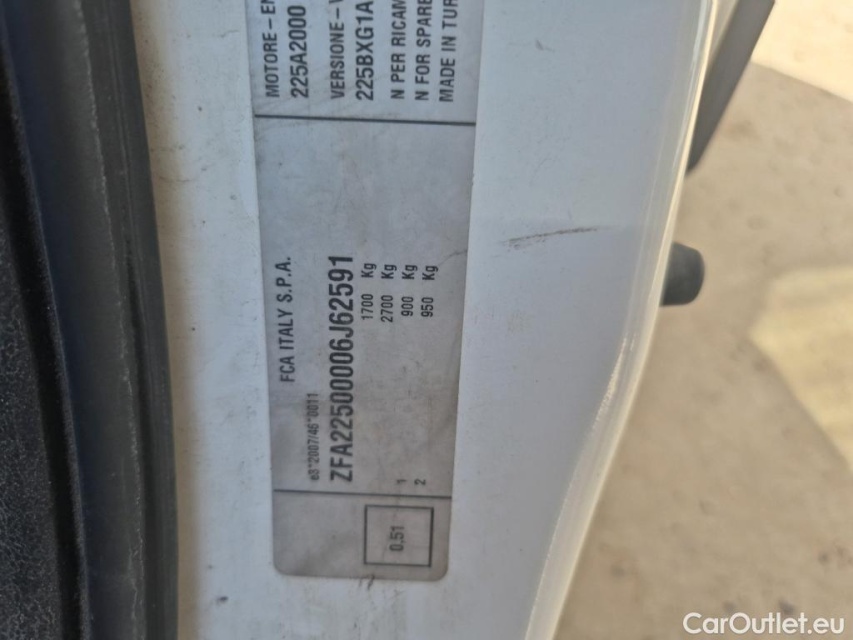 FCA ITALY S.P.A.
e3*2007/46*0011
ZFA22500006J62591
1700 Kg
2700 Kg
1 900 Kg
2 950 Kg
0,51
MOTORE - EN
225A2000
VERSIONE - V
225BXG1A
N PER RICAM
N FOR SPARE
MADE IN TUR
CarOutlet.eu